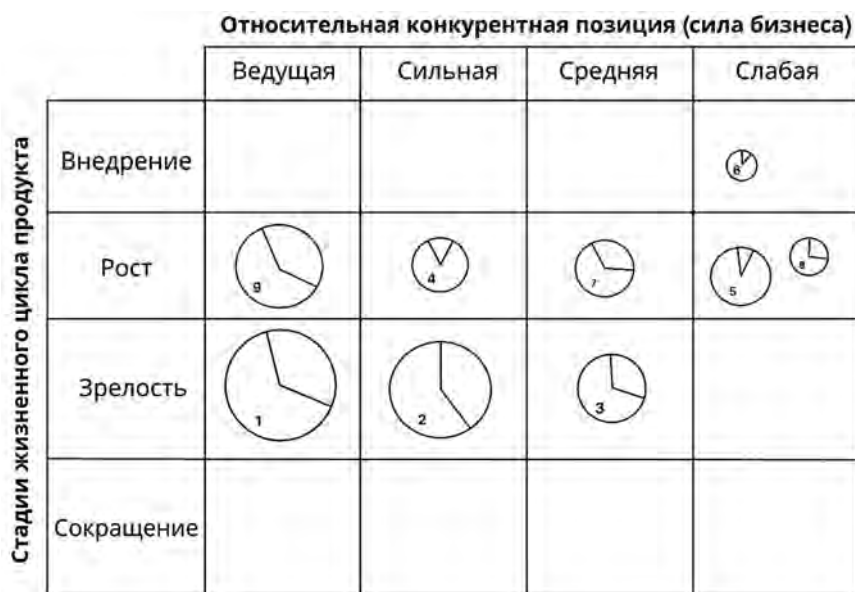 Относительная конкурентная позиция (сила бизнеса)
Ведущая Сильная Средняя Слабая
Стадии жизненного цикла продукта
Внедрение
6
Рост
9 4 7 5 8
Зрелость
1 2 3
Сокращение